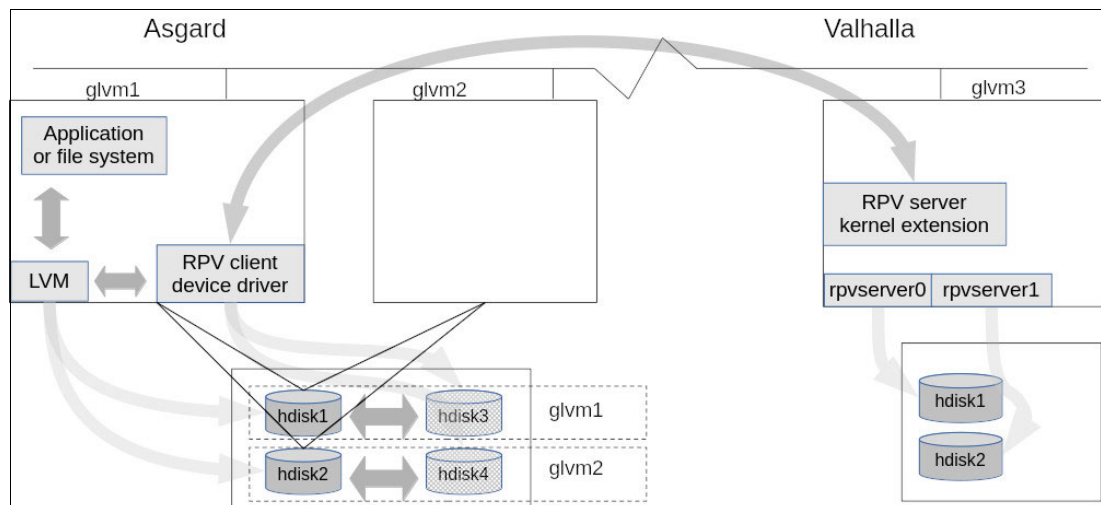 Asgard
Valhalla
glvm1
glvm2
glvm3
Application
or file system
RPV server
kernel extension
LVM
RPV client
device driver
rpvserver0
rpvserver1
hdisk1
hdisk3
glvm1
hdisk2
hdisk4
glvm2
hdisk1
hdisk2